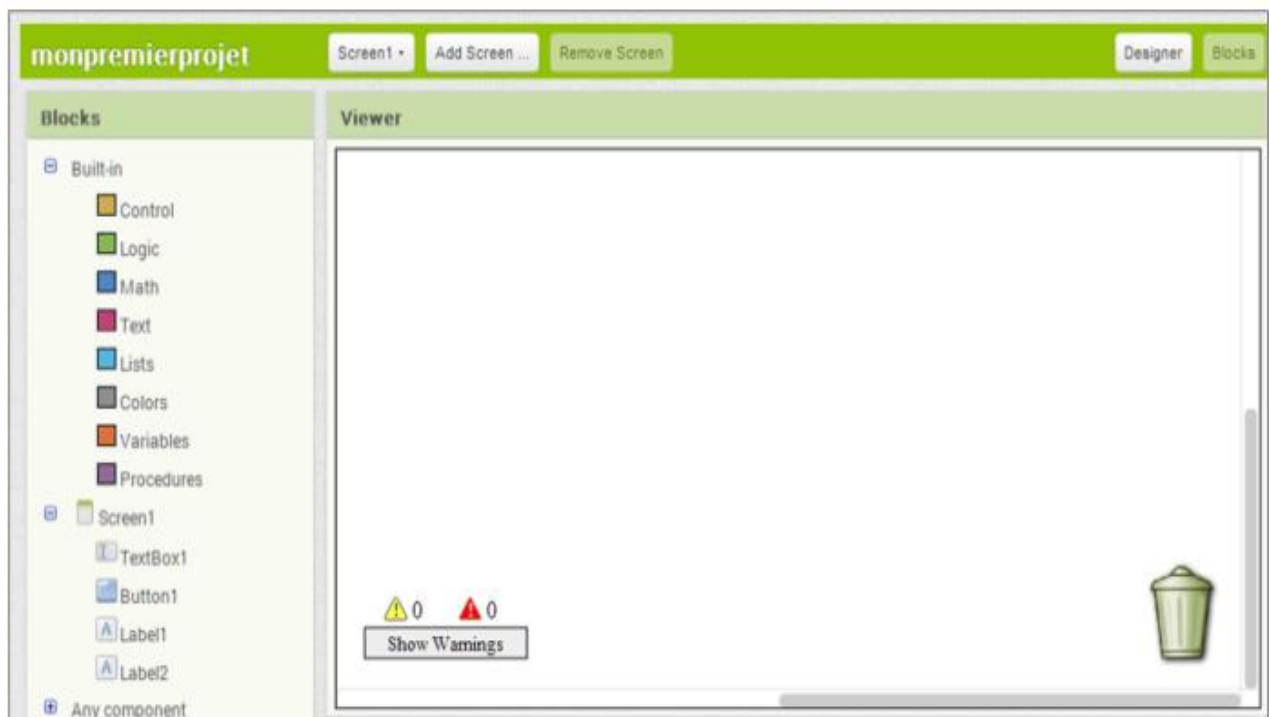 monpremierprojet Screen1 Add Screen ... Remove Screen Designer Blocks
Blocks
Viewer
Built-in
Control
Logic
Math
Text
Lists
Colors
Variables
Procedures
Screen1
TextBox1
Button1
Label1
Label2
Any component
0 0
Show Warnings